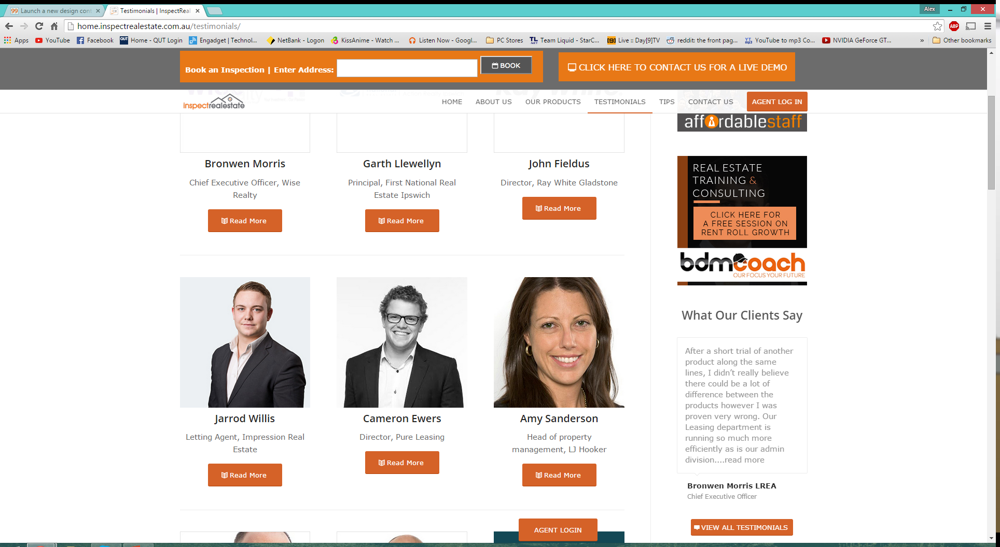 Launch a new design cont
Testimonials | InspectReal
Alex
home.inspectrealestate.com.au/testimonials/
ABP
Apps
YouTube
Facebook
QUT
Home - QUT Login
Engadget | Technol...
NetBank - Logon
KissAnime - Watch ...
Listen Now - Googl...
PC Stores
TL
.NET
Team Liquid - StarC...
[9]
Live :: Day[9]TV
reddit: the front pag...
YT
mp3
YouTube to mp3 Co...
NVIDIA GeForce GT...
»
Other bookmarks
Book an Inspection | Enter Address:
BOOK
CLICK HERE TO CONTACT US FOR A LIVE DEMO
inspectrealestate
HOME
ABOUT US
OUR PRODUCTS
TESTIMONIALS
TIPS
CONTACT US
AGENT LOG IN
Ray White
affordablestaff
Bronwen Morris
Chief Executive Officer, Wise
Realty
Read More
Garth Llewellyn
Principal, First National Real
Estate Ipswich
Read More
John Fieldus
Director, Ray White Gladstone
Read More
REAL ESTATE
TRAINING &
CONSULTING
CLICK HERE FOR
A FREE SESSION ON
RENT ROLL GROWTH
bdmcoach
OUR FOCUS YOUR FUTURE
Jarrod Willis
Letting Agent, Impression Real
Estate
Read More
Cameron Ewers
Director, Pure Leasing
Read More
Amy Sanderson
Head of property
management, LJ Hooker
Read More
What Our Clients Say
After a short trial of another
product along the same
lines, I didn’t really believe
there could be a lot of
difference between the
products however I was
proven very wrong. Our
Leasing department is
running so much more
efficiently as is our admin
division....read more
Bronwen Morris LREA
Chief Executive Officer
VIEW ALL TESTIMONIALS
AGENT LOGIN